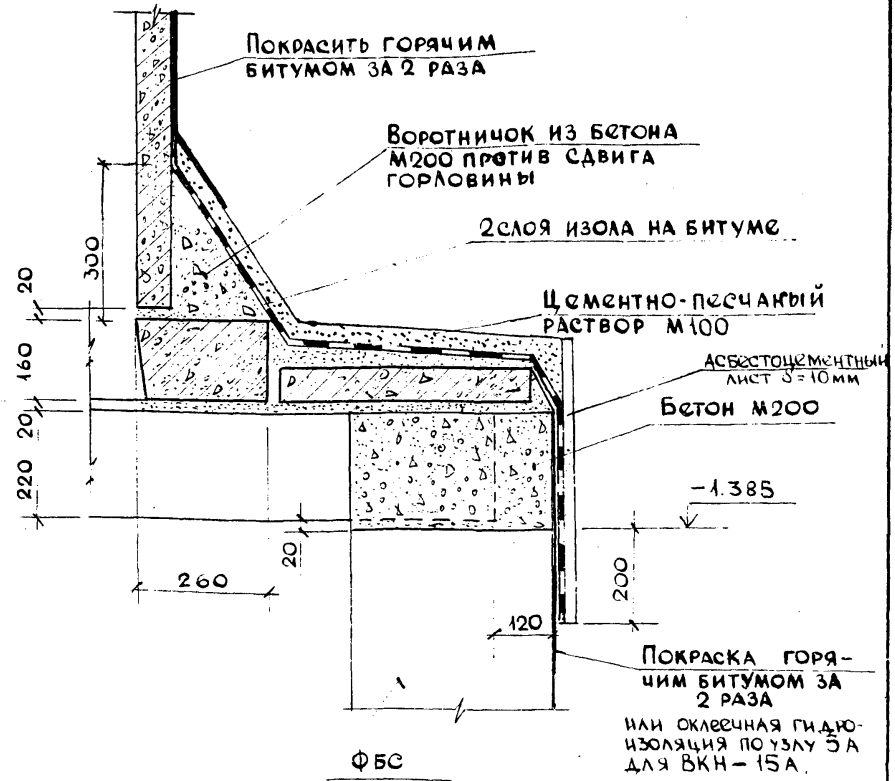 ПОКРАСИТЬ ГОРЯЧИМ
БИТУМОМ ЗА 2 РАЗА
ВОРОТНИЧОК ИЗ БЕТОНА
М200 ПРОТИВ СДВИГА
ГОРЛОВИНЫ
2 СЛОЯ ИЗОЛА НА БИТУМЕ
ЦЕМЕНТНО-ПЕСЧАНЫЙ
РАСТВОР М100
АСБЕСТОЦЕМЕНТНЫЙ
ЛИСТ δ=10мм
БЕТОН М200
-1.385
300
20
160
20
220
20
260
120
200
ПОКРАСКА ГОРЯ-
ЧИМ БИТУМОМ ЗА
2 РАЗА
ИЛИ ОКЛЕЕЧНАЯ ГИДРО-
ИЗОЛЯЦИЯ ПО УЗЛУ 5А
ДЛЯ ВКН-15А.
ФБС